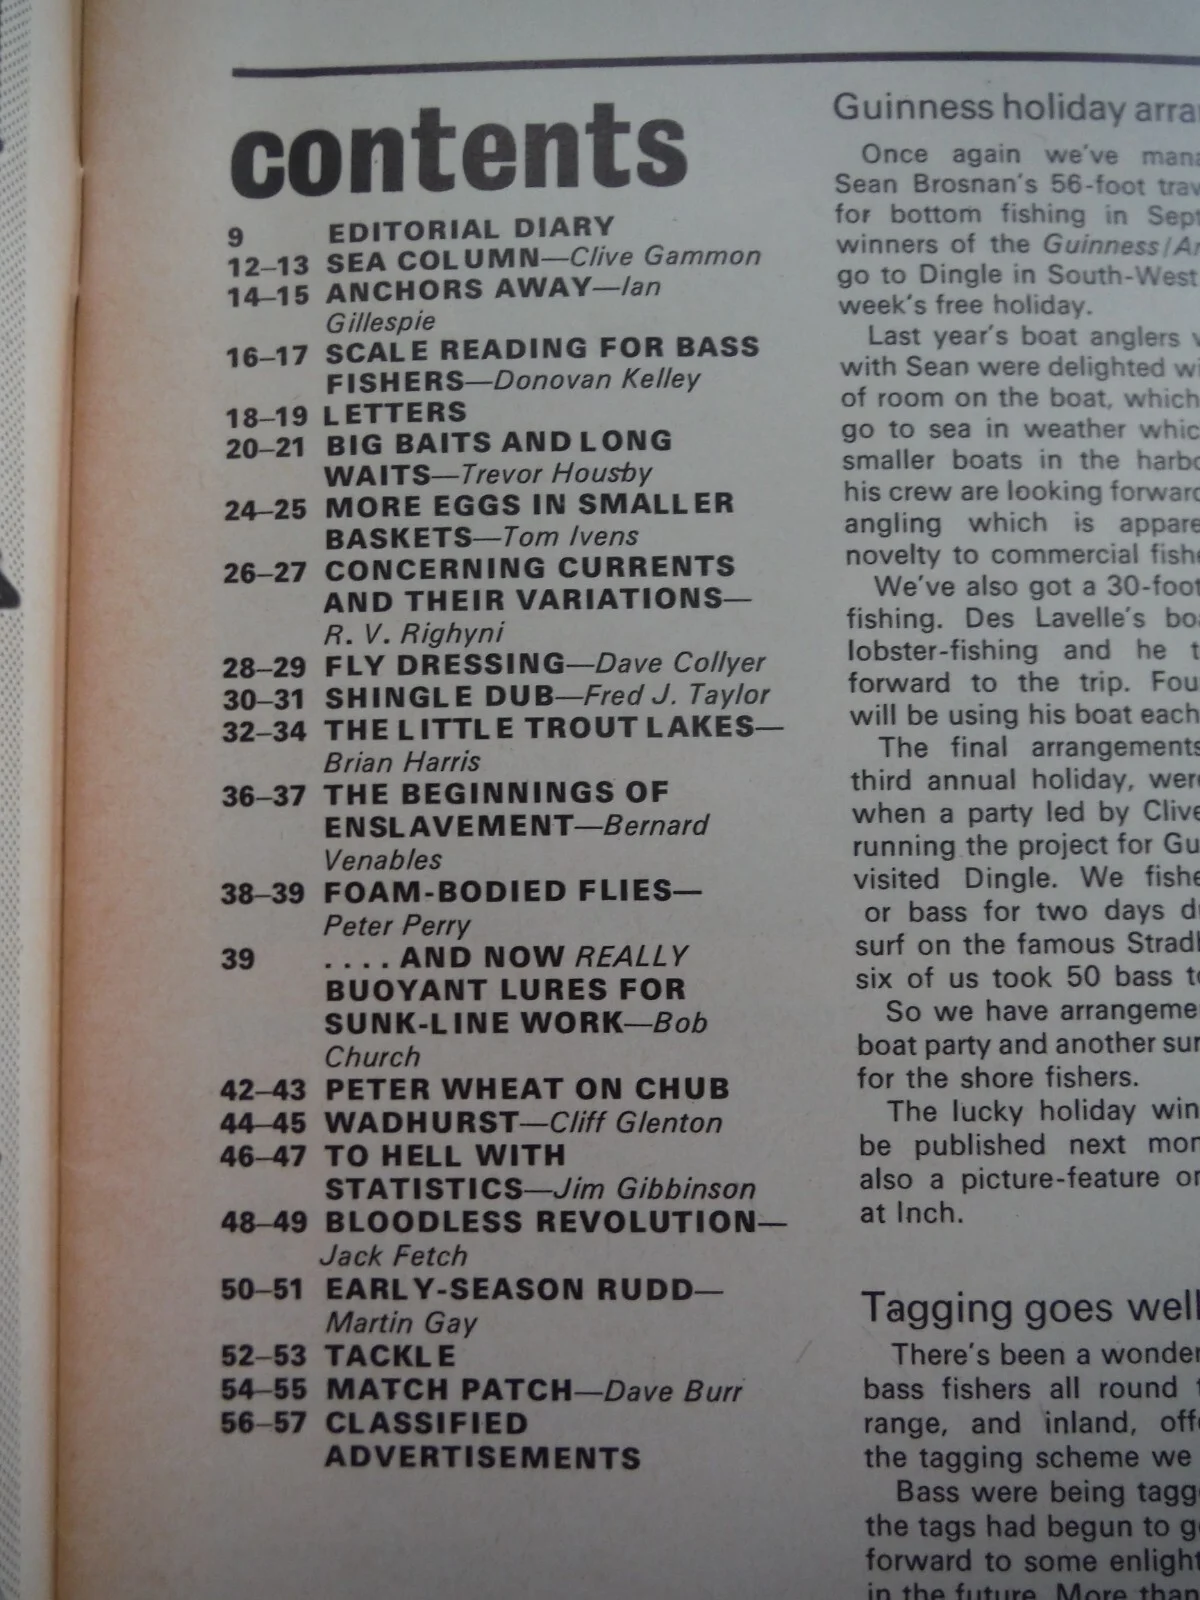 contents
9 EDITORIAL DIARY
12–13 SEA COLUMN—Clive Gammon
14–15 ANCHORS AWAY—Ian
Gillespie
16–17 SCALE READING FOR BASS
FISHERS—Donovan Kelley
18–19 LETTERS
20–21 BIG BAITS AND LONG
WAITS—Trevor Housby
24–25 MORE EGGS IN SMALLER
BASKETS—Tom Ivens
26–27 CONCERNING CURRENTS
AND THEIR VARIATIONS—
R. V. Righyni
28–29 FLY DRESSING—Dave Collyer
30–31 SHINGLE DUB—Fred J. Taylor
32–34 THE LITTLE TROUT LAKES—
Brian Harris
36–37 THE BEGINNINGS OF
ENSLAVEMENT—Bernard
Venables
38–39 FOAM-BODIED FLIES—
Peter Perry
39 . . . . AND NOW REALLY
BUOYANT LURES FOR
SUNK-LINE WORK—Bob
Church
42–43 PETER WHEAT ON CHUB
44–45 WADHURST—Cliff Glenton
46–47 TO HELL WITH
STATISTICS—Jim Gibbinson
48–49 BLOODLESS REVOLUTION—
Jack Fetch
50–51 EARLY-SEASON RUDD—
Martin Gay
52–53 TACKLE
54–55 MATCH PATCH—Dave Burr
56–57 CLASSIFIED
ADVERTISEMENTS
Guinness holiday
Once again we've
Sean Brosnan's 56-foot
for bottom fishing in
winners of the Guinness/
go to Dingle in South-West
week's free holiday.
Last year's boat anglers
with Sean were delighted
of room on the boat, which
go to sea in weather
smaller boats in the
his crew are looking
angling which is
novelty to commercial
We've also got a 30-foot
fishing. Des Lavelle's
lobster-fishing and he
forward to the trip.
will be using his boat each
The final arrangements
third annual holiday,
when a party led by
running the project for
visited Dingle. We
or bass for two days
surf on the famous
six of us took 50 bass
So we have
boat party and another
for the shore fishers.
The lucky holiday
be published next
also a picture-feature
at Inch.
Tagging goes well
There's been a
bass fishers all round
range, and inland,
the tagging scheme we
Bass were being
the tags had begun to
forward to some
in the future. More than